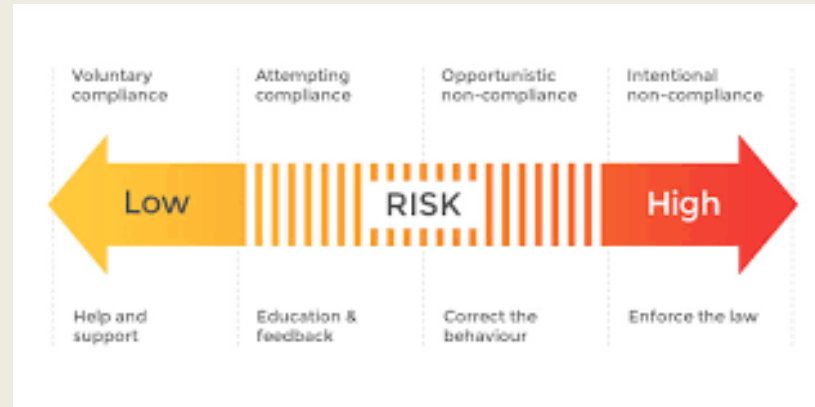 Voluntary
compliance
Attempting
compliance
Opportunistic
non-compliance
Intentional
non-compliance
Low
RISK
High
Help and
support
Education &
feedback
Correct the
behaviour
Enforce the law